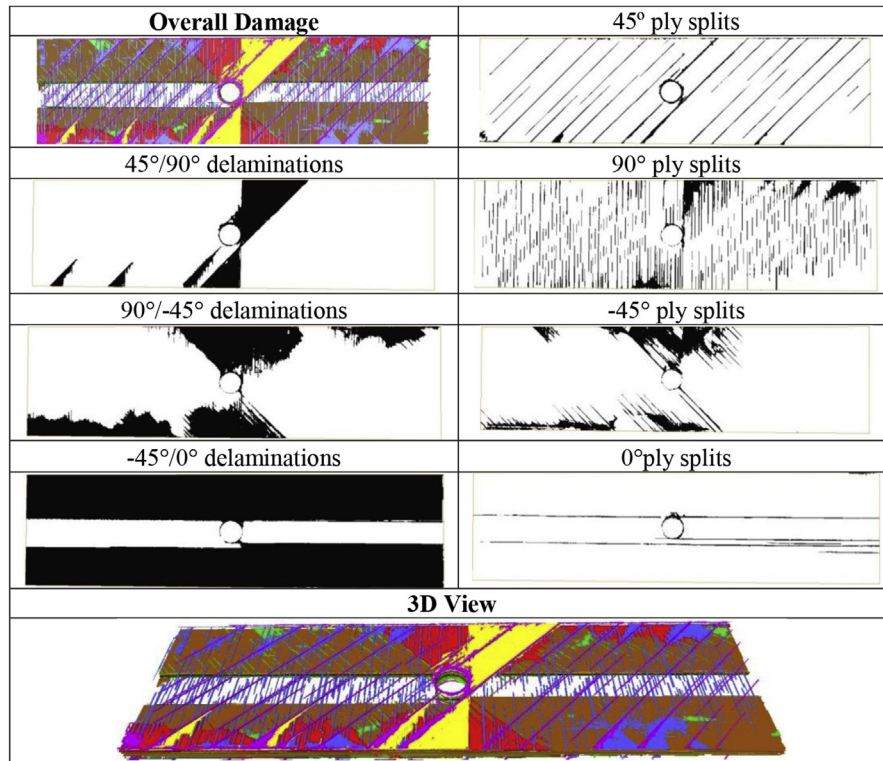 Overall Damage
45º ply splits
45°/90° delaminations
90° ply splits
90°/-45° delaminations
-45° ply splits
-45°/0° delaminations
0°ply splits
3D View